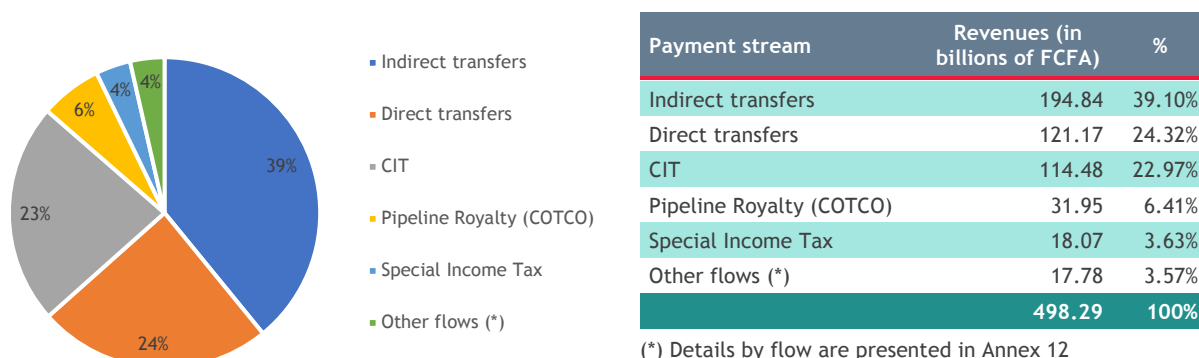 39%
24%
23%
6%
4%
4%
Indirect transfers
Direct transfers
CIT
Pipeline Royalty (COTCO)
Special Income Tax
Other flows (*)
Payment stream Revenues (in billions of FCFA) %
Indirect transfers 194.84 39.10%
Direct transfers 121.17 24.32%
CIT 114.48 22.97%
Pipeline Royalty (COTCO) 31.95 6.41%
Special Income Tax 18.07 3.63%
Other flows (*) 17.78 3.57%
498.29 100%
(*) Details by flow are presented in Annex 12